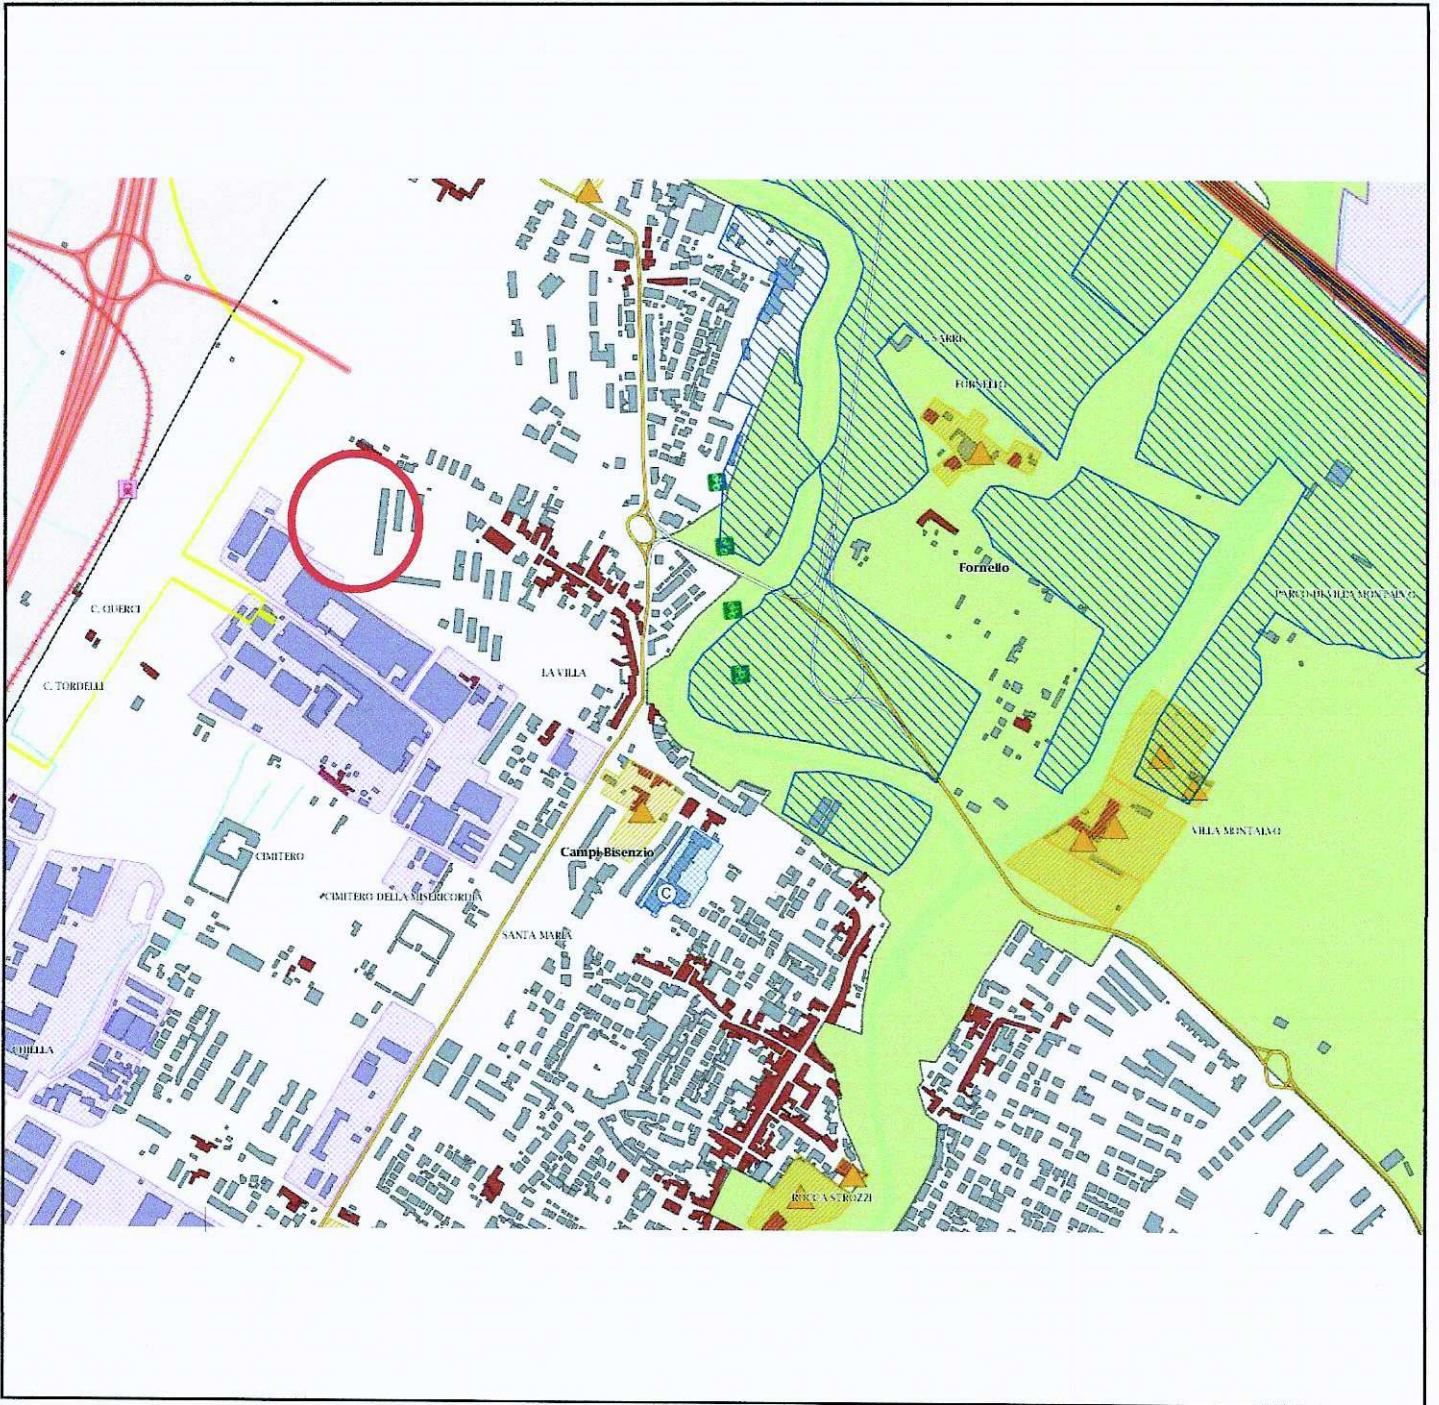 S ARRI
FORNELLO
Fornello
PARCO DI VILLA MONTALVO
C. QUERCI
C. TORDELLI
LA VILLA
VILLA MONTALVO
Campi Bisenzio
CIMITERO
C
CIMITERO DELLA MISERICORDIA
SANTA MARIA
ROCCA STROZZI